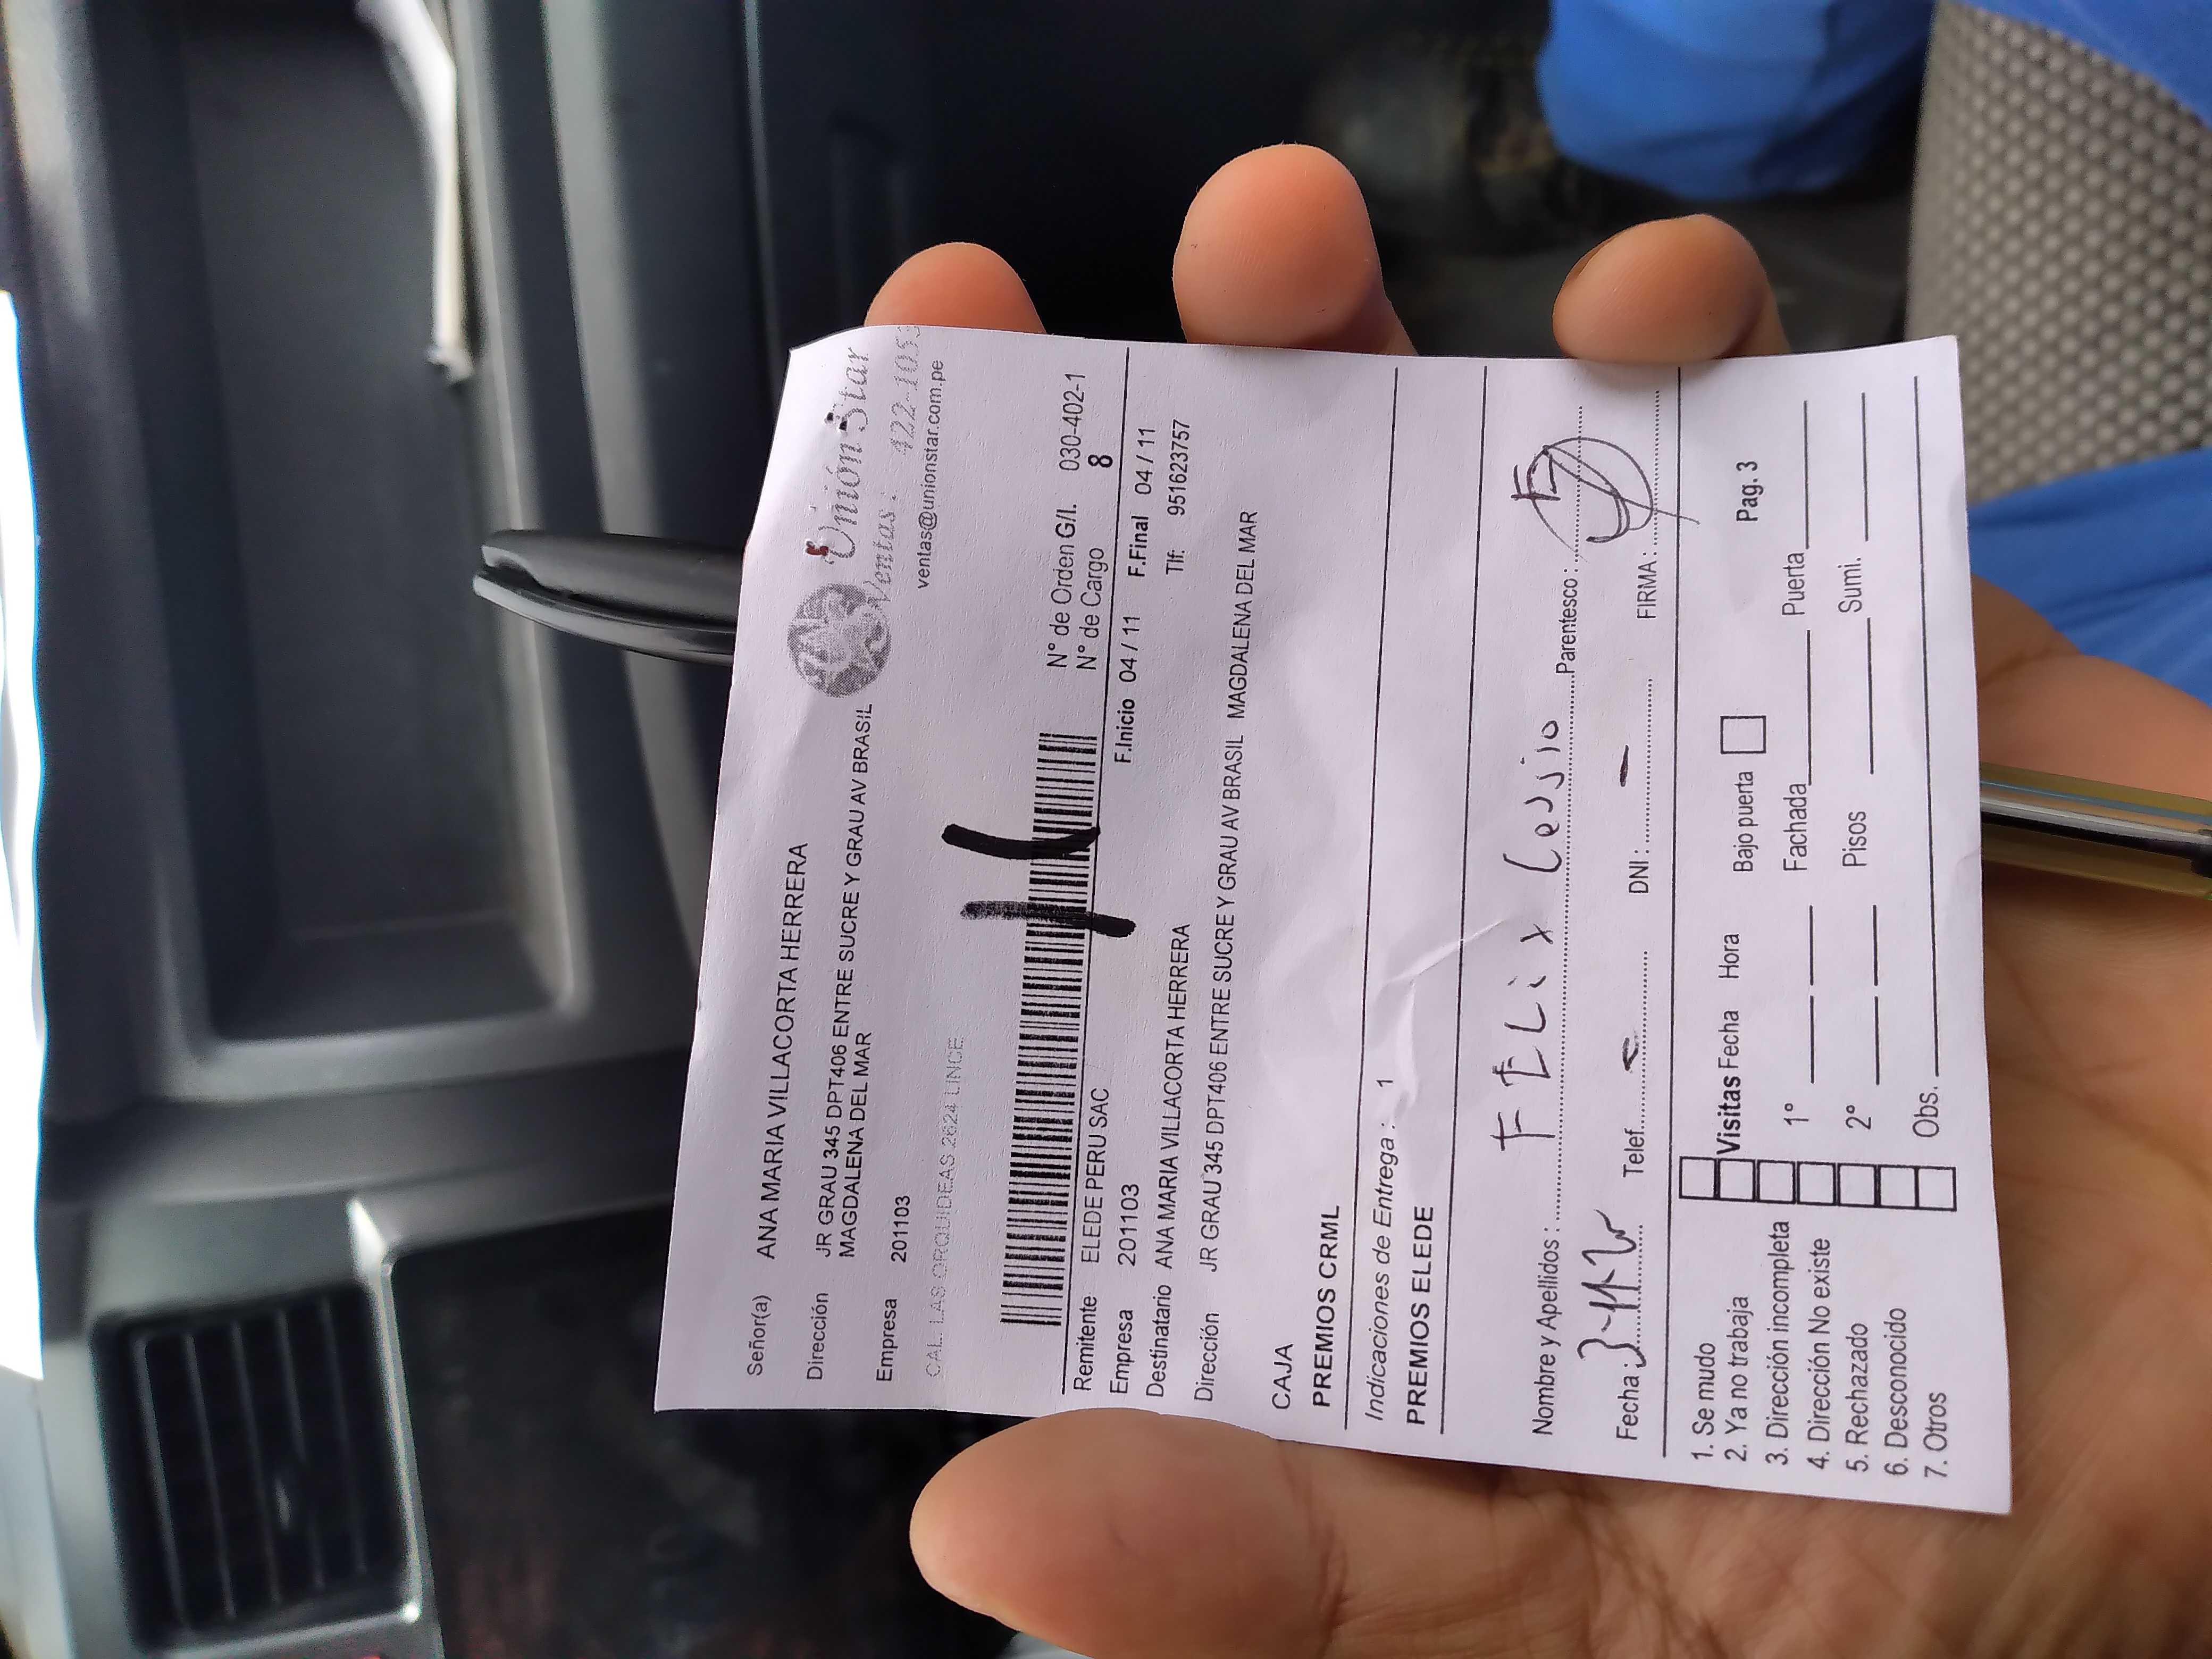 Señor(a) ANA MARIA VILLACORTA HERRERA
Dirección JR GRAU 345 DPT406 ENTRE SUCRE Y GRAU AV BRASIL
MAGDALENA DEL MAR
Empresa 201103
Unión Star
Ventas: 422-1053
ventas@unionstar.com.pe
CAL. LAS ORQUIDEAS 2624 LINCE
N° de Orden G/I. 030-402-1
N° de Cargo 8
Remitente ELEDE PERU SAC
F.Inicio 04 / 11 F.Final 04 / 11
Empresa 201103
Tlf: 951623757
Destinatario ANA MARIA VILLACORTA HERRERA
Dirección JR GRAU 345 DPT406 ENTRE SUCRE Y GRAU AV BRASIL MAGDALENA DEL MAR
CAJA
PREMIOS CRML
Indicaciones de Entrega : 1
PREMIOS ELEDE
Nombre y Apellidos : FELix Parentesco :
Fecha: Telef. DNI : FIRMA :
1. Se mudo
2. Ya no trabaja
3. Dirección incompleta
4. Dirección No existe
5. Rechazado
6. Desconocido
7. Otros
Visitas Fecha Hora Bajo puerta Pag. 3
1° Fachada Puerta
2° Pisos Sumi.
Obs.